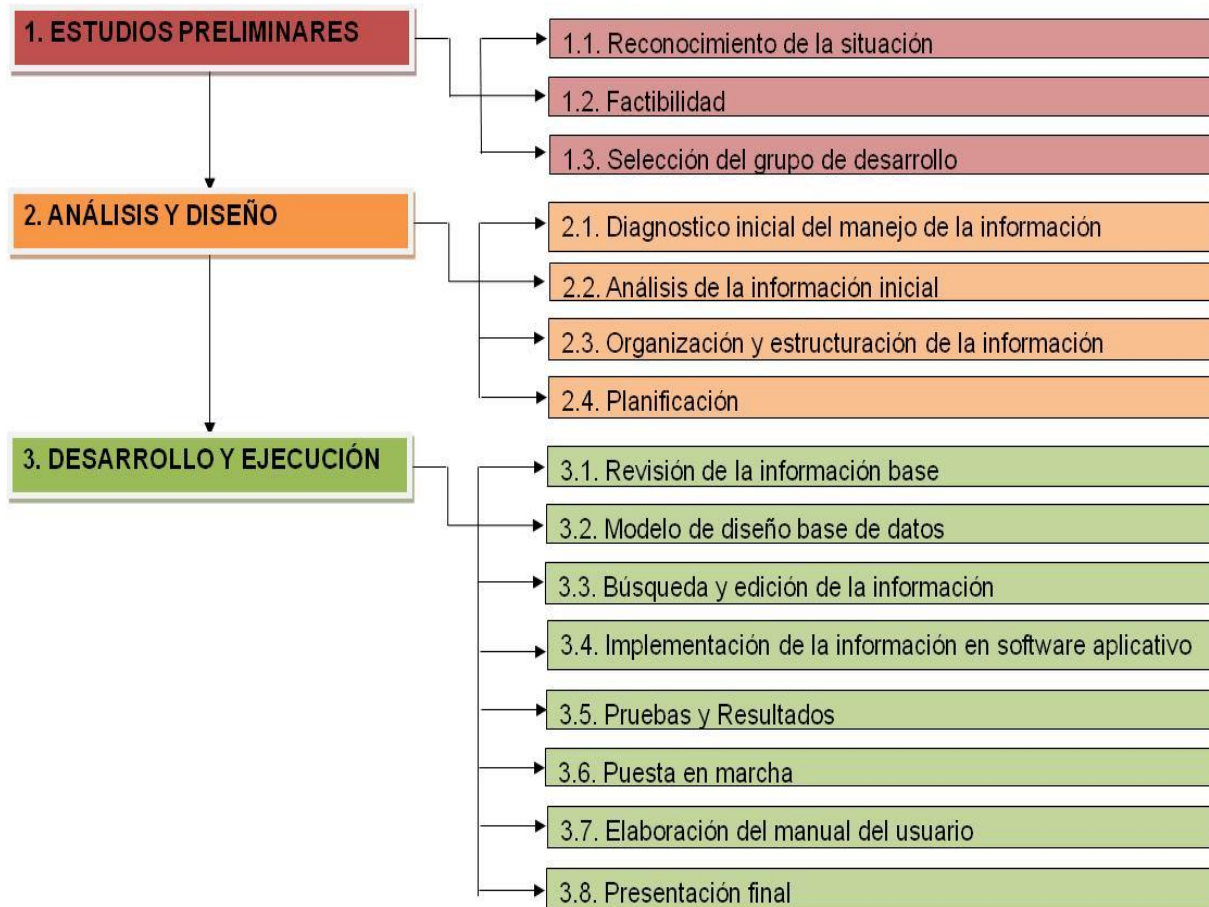 1. ESTUDIOS PRELIMINARES
1.1. Reconocimiento de la situación
1.2. Factibilidad
1.3. Selección del grupo de desarrollo
2. ANÁLISIS Y DISEÑO
2.1. Diagnostico inicial del manejo de la información
2.2. Análisis de la información inicial
2.3. Organización y estructuración de la información
2.4. Planificación
3. DESARROLLO Y EJECUCIÓN
3.1. Revisión de la información base
3.2. Modelo de diseño base de datos
3.3. Búsqueda y edición de la información
3.4. Implementación de la información en software aplicativo
3.5. Pruebas y Resultados
3.6. Puesta en marcha
3.7. Elaboración del manual del usuario
3.8. Presentación final